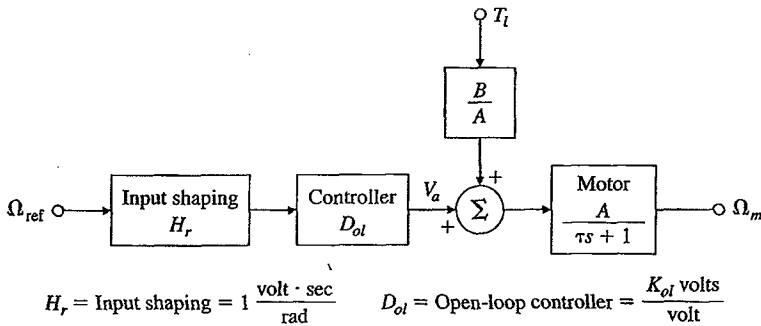 T_l
B/A
Ω_ref
Input shaping
H_r
Controller
D_ol
V_a
+
+
Σ
Motor
A/(τs + 1)
Ω_m
H_r = Input shaping = 1 volt · sec/rad
D_ol = Open-loop controller = K_ol volts/volt